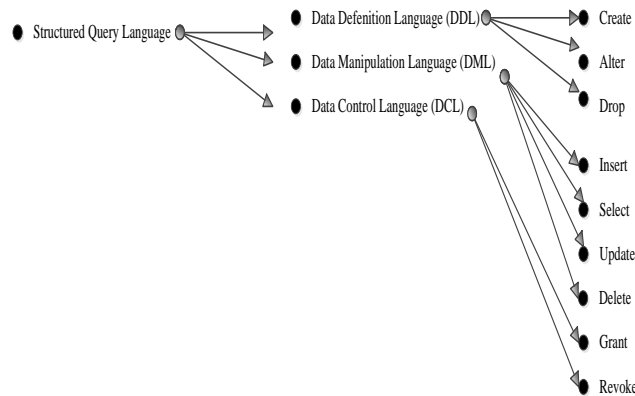 Structured Query Language
Data Defenition Language (DDL)
Data Manipulation Language (DML)
Data Control Language (DCL)
Create
Alter
Drop
Insert
Select
Update
Delete
Grant
Revoke